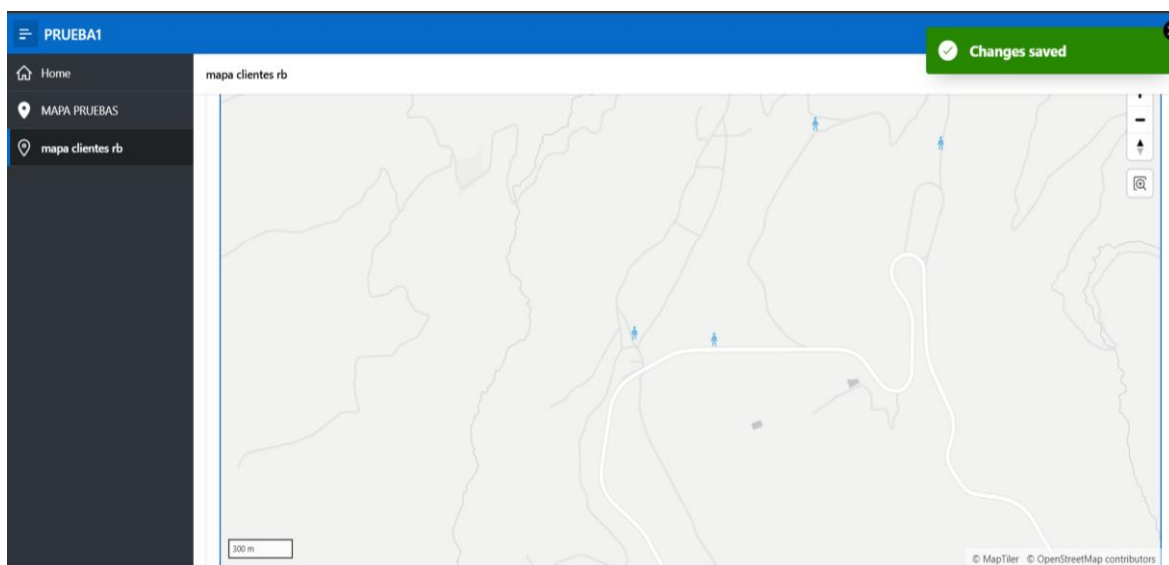 PRUEBA1
Changes saved
Home
mapa clientes rb
MAPA PRUEBAS
mapa clientes rb
300 m
© MapTiler © OpenStreetMap contributors